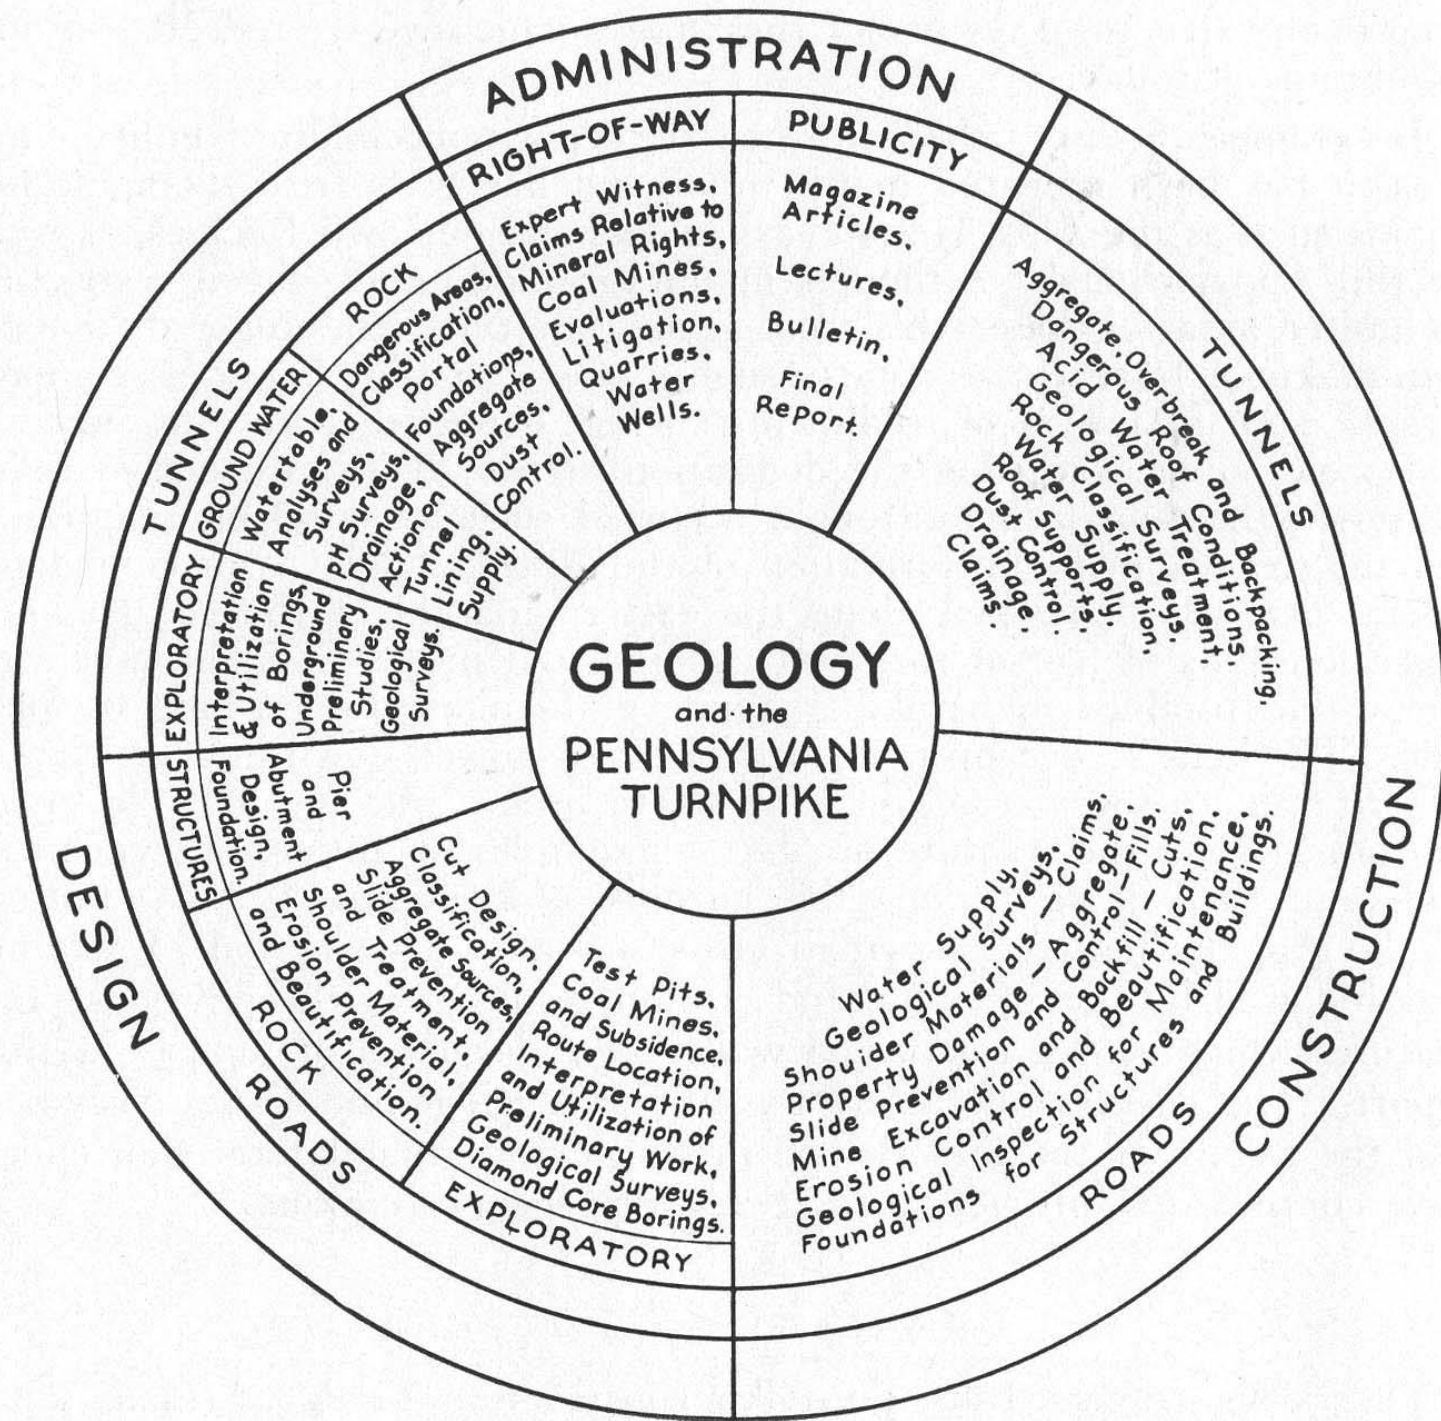 ADMINISTRATION
RIGHT-OF-WAY
Expert Witness,
Claims Relative to
Mineral Rights,
Coal Mines,
Evaluations,
Litigation,
Quarries,
Water
Wells.
PUBLICITY
Magazine
Articles,
Lectures,
Bulletin,
Final
Report.
CONSTRUCTION
TUNNELS
Aggregate, Overbreak and Backpacking,
Dangerous Roof Conditions,
Acid Water Treatment
Geological Surveys,
Rock Classification,
Water Supply,
Roof Supports,
Dust Control.
Drainage,
Claims.
ROADS
Water Supply,
Geological Surveys,
Shoulder Materials — Claims,
Property Damage — Aggregate,
Slide Prevention and Control — Fills.
Mine Excavation and Backfill — Cuts,
Erosion Control and Beautification,
Geological Inspection for Maintenance,
Foundations for Structures and Buildings.
DESIGN
ROADS
EXPLORATORY
Test Pits,
Coal Mines,
and Subsidence,
Route Location,
Interpretation
and Utilization of
Preliminary Work,
Geological Surveys,
Diamond Core Borings.
ROCK
Cut Design,
Classification,
Aggregate Sources,
Slide Prevention
and Treatment,
Shoulder Material,
Erosion Prevention
and Beautification.
STRUCTURES
Pier
and
Abutment
Design,
Fonundation.
TUNNELS
EXPLORATORY
Interpretation
& Utilization
of Borings,
Underground
Preliminary
Studies,
Geological
Surveys.
GROUND WATER
Watertable,
Analyses and
Surveys,
pH Surveys,
Drainage,
Action on
Tunnel
Lining,
Supply.
ROCK
Dangerous Areas,
Classification,
Portal
Foundations,
Aggregate
Sources,
Dust
Control.
GEOLOGY
and the
PENNSYLVANIA
TURNPIKE